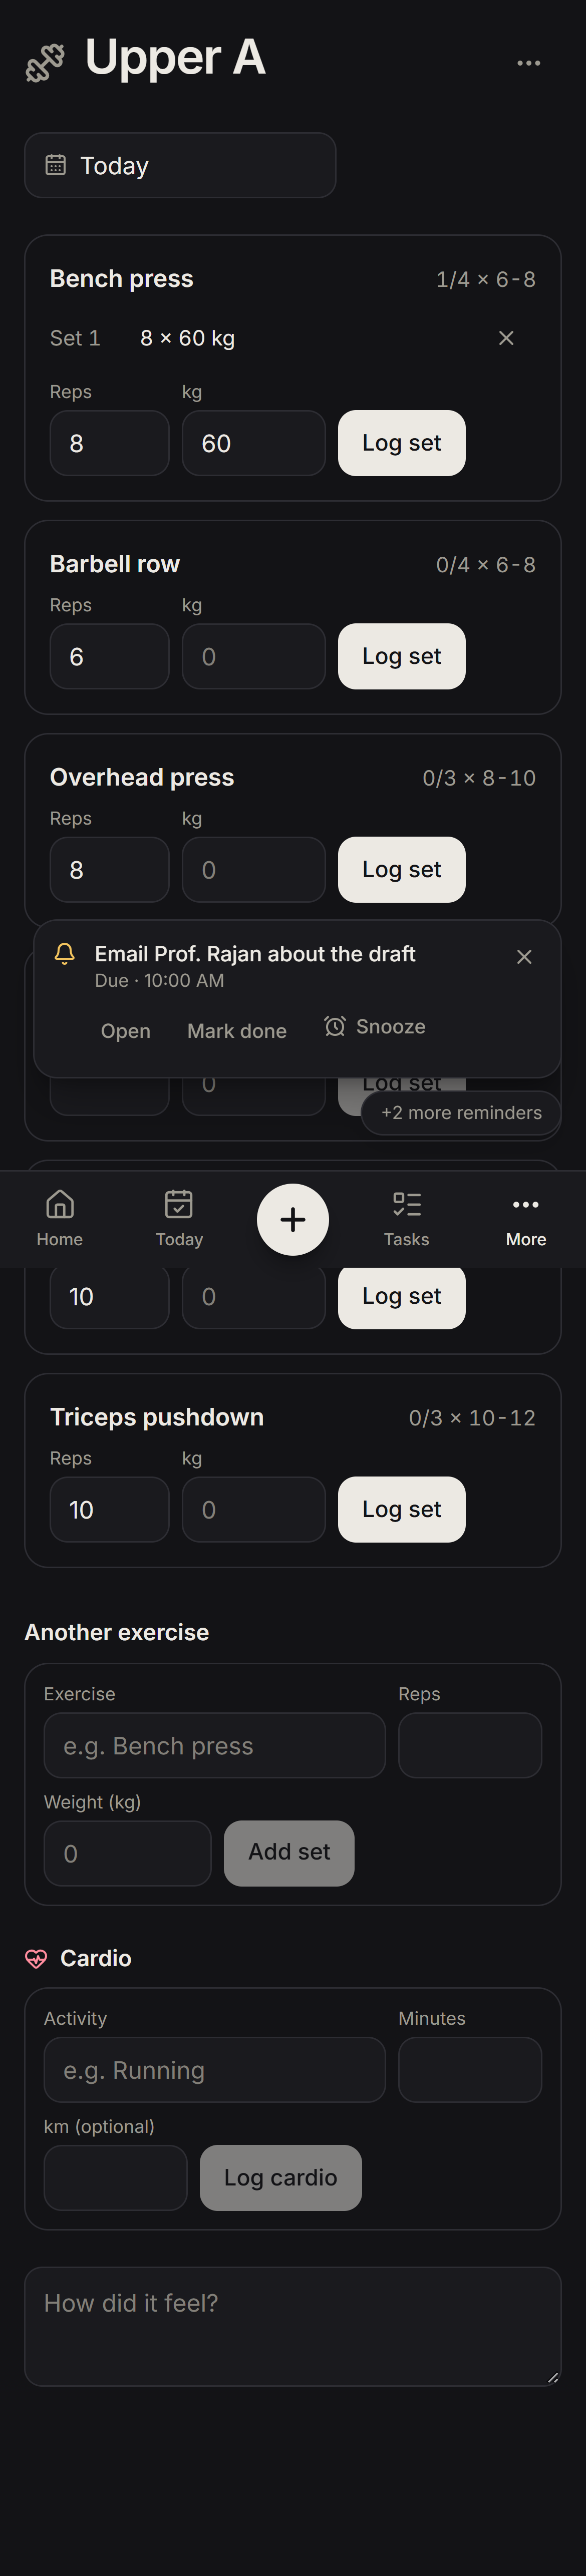 Upper A
Today
Bench press 1/4 × 6-8
Set 1 8 × 60 kg
Reps kg
8 60 Log set
Barbell row 0/4 × 6-8
Reps kg
6 0 Log set
Overhead press 0/3 × 8-10
Reps kg
8 0 Log set
Email Prof. Rajan about the draft
Due · 10:00 AM
Open Mark done Snooze
0 Log set
+2 more reminders
Home Today Tasks More
10 0 Log set
Triceps pushdown 0/3 × 10-12
Reps kg
10 0 Log set
Another exercise
Exercise Reps
e.g. Bench press
Weight (kg)
0 Add set
Cardio
Activity Minutes
e.g. Running
km (optional)
Log cardio
How did it feel?